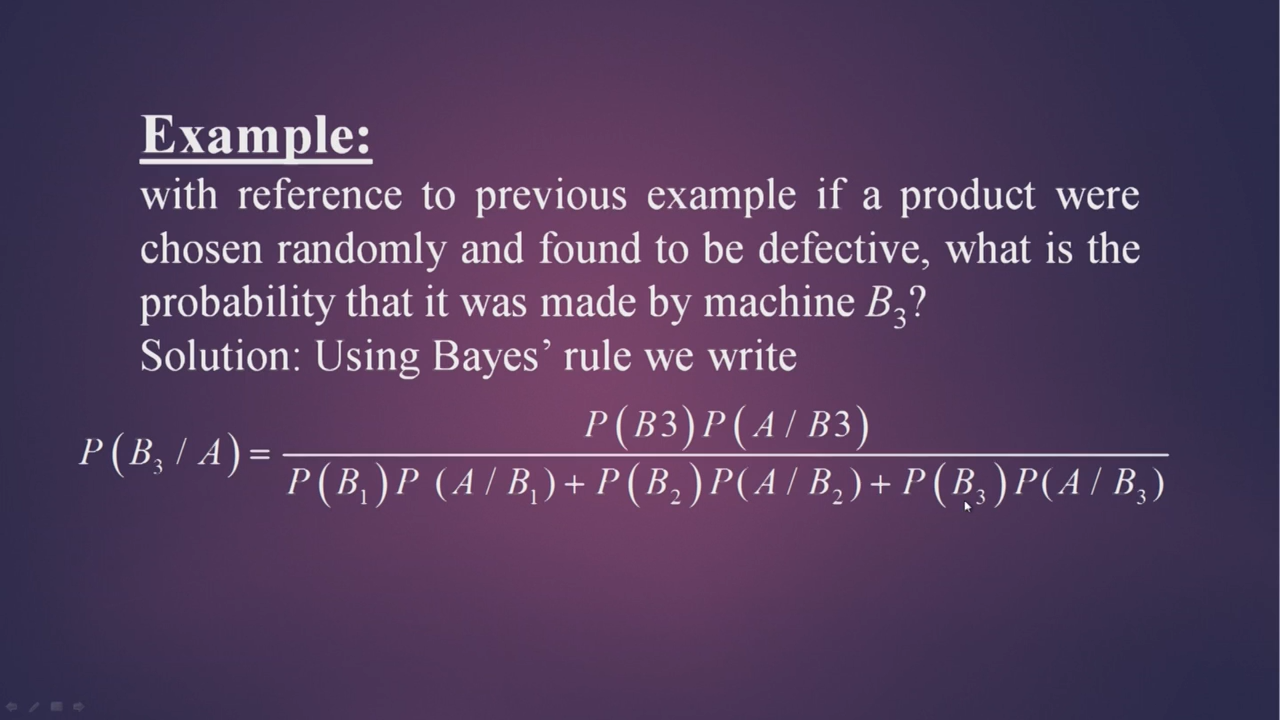 Example:
with reference to previous example if a product were
chosen randomly and found to be defective, what is the
probability that it was made by machine B₃?
Solution: Using Bayes’ rule we write
P(B3)P(A/B3)
P(B₃/A)=
P(B₁)P (A/B₁)+P(B₂)P(A/B₂)+P(B₃)P(A/B₃)